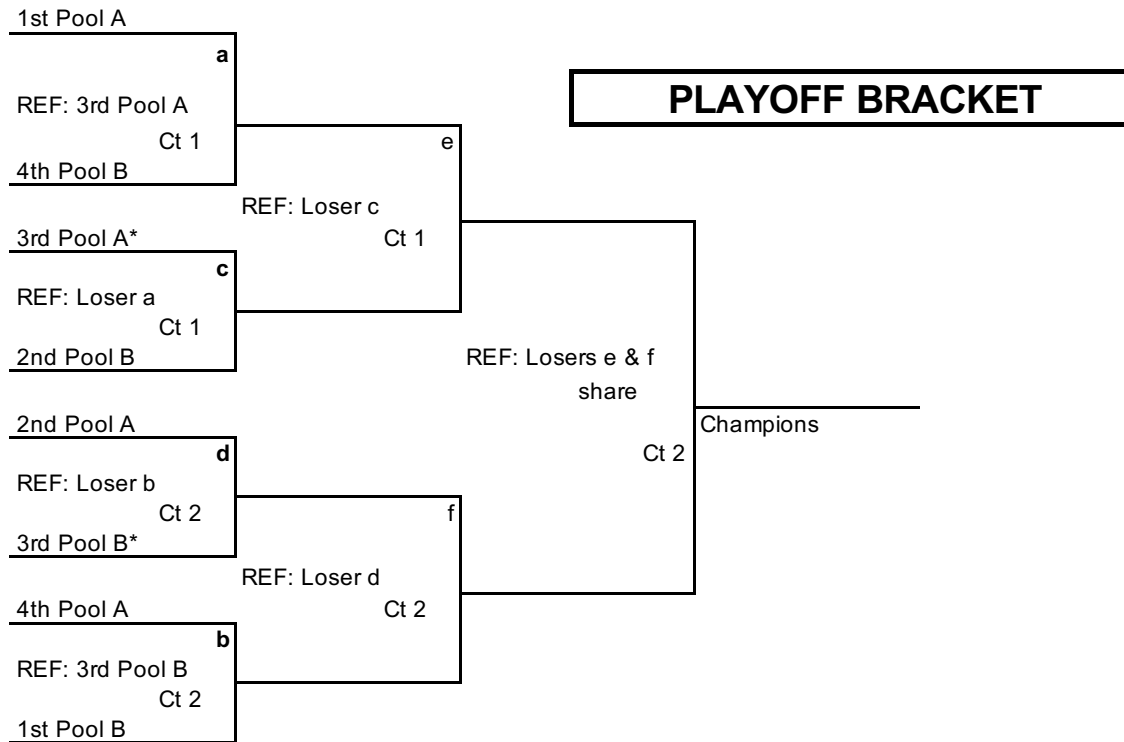 1st Pool A
a
PLAYOFF BRACKET
REF: 3rd Pool A
Ct 1
e
4th Pool B
REF: Loser c
3rd Pool A*
Ct 1
c
REF: Loser a
Ct 1
2nd Pool B
REF: Losers e & f
share
2nd Pool A
Champions
d
Ct 2
REF: Loser b
Ct 2
f
3rd Pool B*
REF: Loser d
4th Pool A
Ct 2
b
REF: 3rd Pool B
Ct 2
1st Pool B